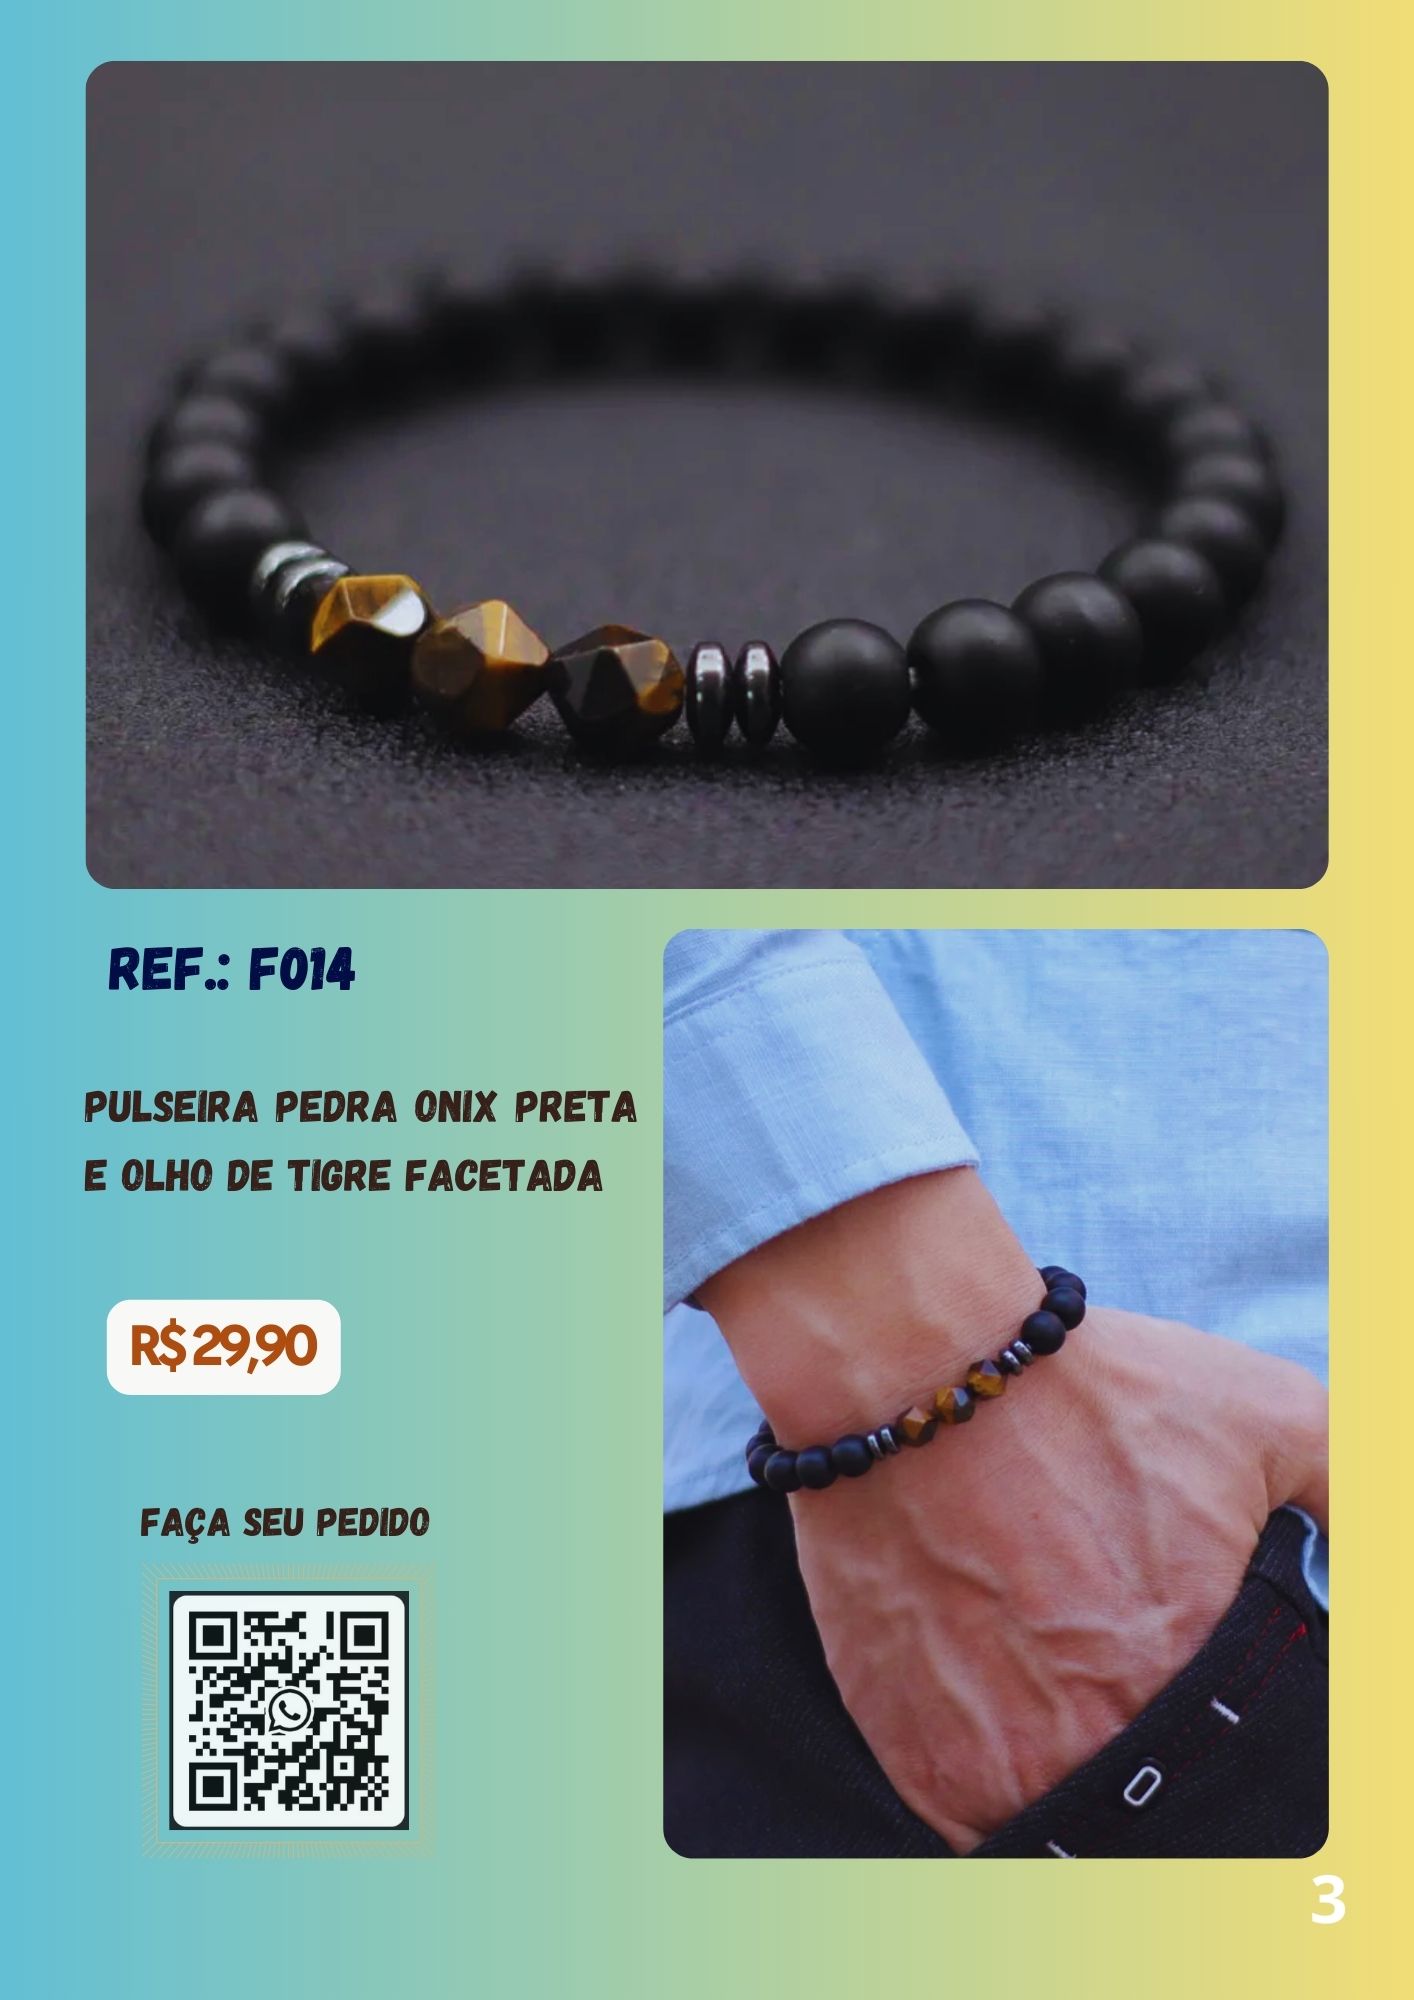 REF.: F014
PULSEIRA PEDRA ONIX PRETA
E OLHO DE TIGRE FACETADA
R$ 29,90
FAÇA SEU PEDIDO
3